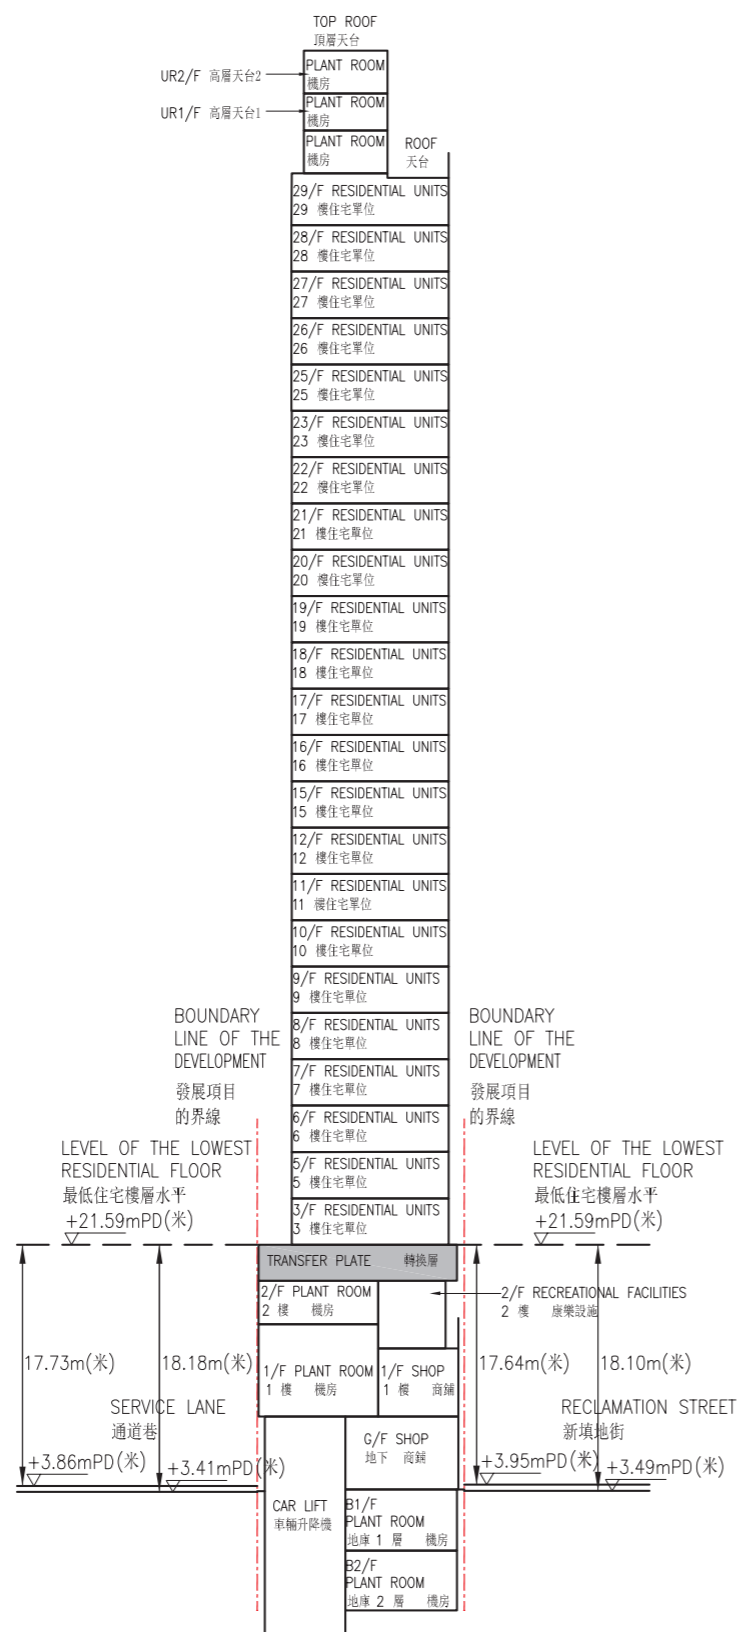 TOP ROOF
頂層天台
PLANT ROOM
機房
UR2/F 高層天台2
PLANT ROOM
機房
UR1/F 高層天台1
PLANT ROOM
機房
ROOF
天台
29/F RESIDENTIAL UNITS
29 樓住宅單位
28/F RESIDENTIAL UNITS
28 樓住宅單位
27/F RESIDENTIAL UNITS
27 樓住宅單位
26/F RESIDENTIAL UNITS
26 樓住宅單位
25/F RESIDENTIAL UNITS
25 樓住宅單位
23/F RESIDENTIAL UNITS
23 樓住宅單位
22/F RESIDENTIAL UNITS
22 樓住宅單位
21/F RESIDENTIAL UNITS
21 樓住宅單位
20/F RESIDENTIAL UNITS
20 樓住宅單位
19/F RESIDENTIAL UNITS
19 樓住宅單位
18/F RESIDENTIAL UNITS
18 樓住宅單位
17/F RESIDENTIAL UNITS
17 樓住宅單位
16/F RESIDENTIAL UNITS
16 樓住宅單位
15/F RESIDENTIAL UNITS
15 樓住宅單位
12/F RESIDENTIAL UNITS
12 樓住宅單位
11/F RESIDENTIAL UNITS
11 樓住宅單位
10/F RESIDENTIAL UNITS
10 樓住宅單位
9/F RESIDENTIAL UNITS
9 樓住宅單位
8/F RESIDENTIAL UNITS
8 樓住宅單位
7/F RESIDENTIAL UNITS
7 樓住宅單位
6/F RESIDENTIAL UNITS
6 樓住宅單位
5/F RESIDENTIAL UNITS
5 樓住宅單位
3/F RESIDENTIAL UNITS
3 樓住宅單位
BOUNDARY
LINE OF THE
DEVELOPMENT
發展項目
的界線
BOUNDARY
LINE OF THE
DEVELOPMENT
發展項目
的界線
LEVEL OF THE LOWEST
RESIDENTIAL FLOOR
最低住宅樓層水平
+21.59mPD(米)
LEVEL OF THE LOWEST
RESIDENTIAL FLOOR
最低住宅樓層水平
+21.59mPD(米)
TRANSFER PLATE 轉換層
2/F PLANT ROOM
2 樓 機房
2/F RECREATIONAL FACILITIES
2 樓 康樂設施
17.73m(米)
18.18m(米)
1/F PLANT ROOM
1 樓 機房
1/F SHOP
1 樓 商鋪
17.64m(米)
18.10m(米)
SERVICE LANE
通道巷
RECLAMATION STREET
新填地街
G/F SHOP
地下 商鋪
+3.86mPD(米)
+3.41mPD(米)
+3.95mPD(米)
+3.49mPD(米)
CAR LIFT
車輛升降機
B1/F
PLANT ROOM
地庫 1 層 機房
B2/F
PLANT ROOM
地庫 2 層 機房